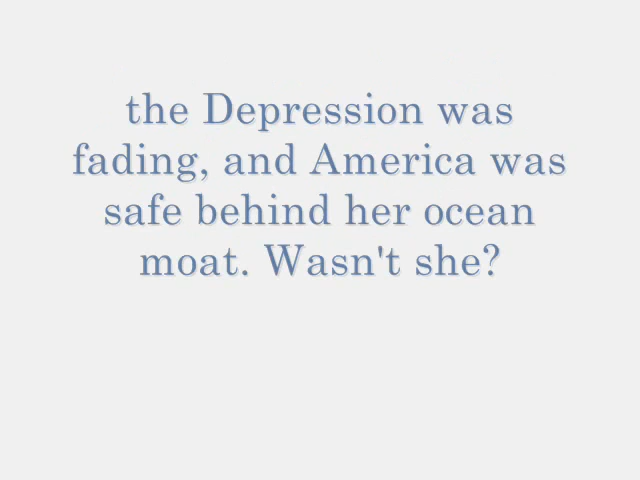 the Depression was
fading, and America was
safe behind her ocean
moat. Wasn't she?